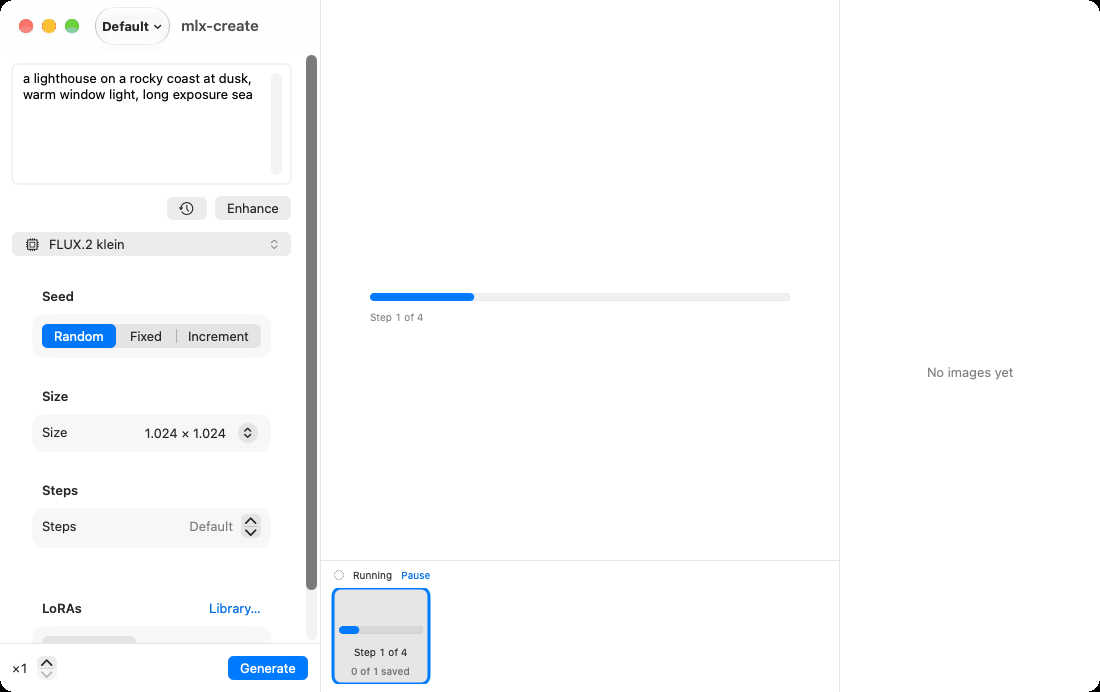 Default
mlx-create
a lighthouse on a rocky coast at dusk,
warm window light, long exposure sea
Enhance
FLUX.2 klein
Seed
Random
Fixed
Increment
Size
Size
1.024 × 1.024
Steps
Steps
Default
LoRAs
Library...
×1
Generate
Step 1 of 4
Running
Pause
Step 1 of 4
0 of 1 saved
No images yet